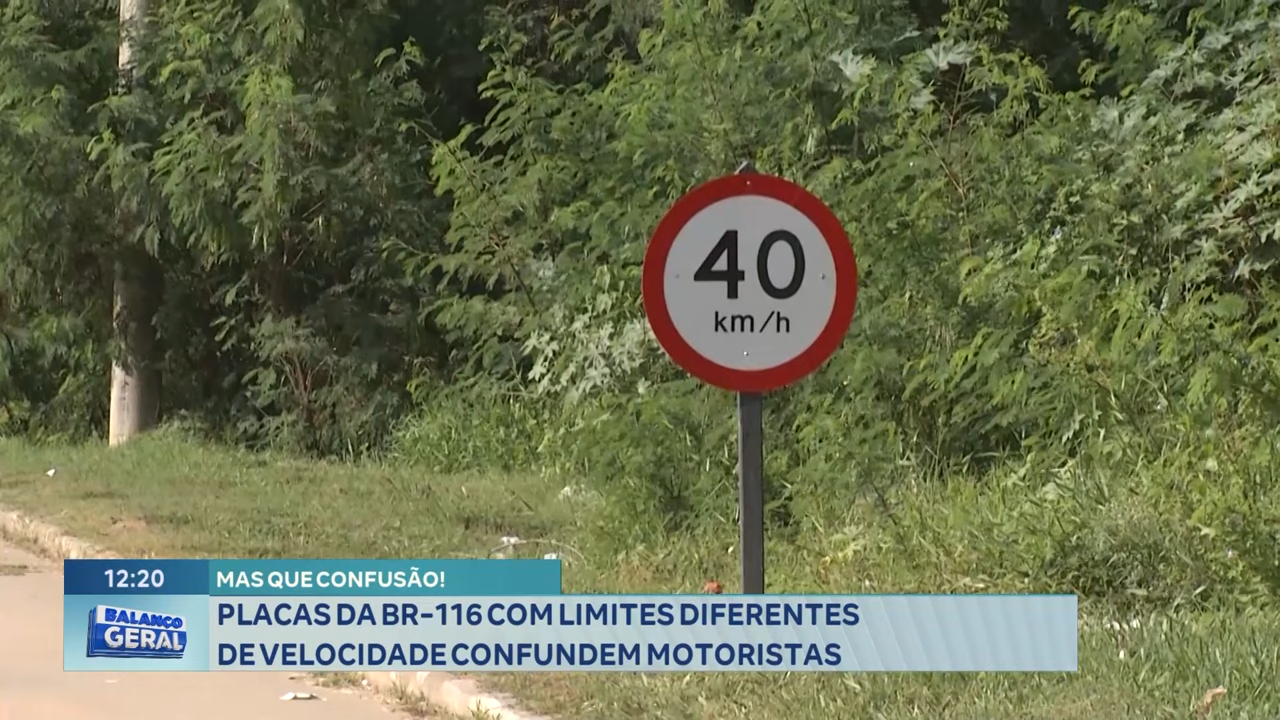 40
km/h
12:20
MAS QUE CONFUSÃO!
BALANÇO
GERAL
PLACAS DA BR-116 COM LIMITES DIFERENTES
DE VELOCIDADE CONFUNDEM MOTORISTAS